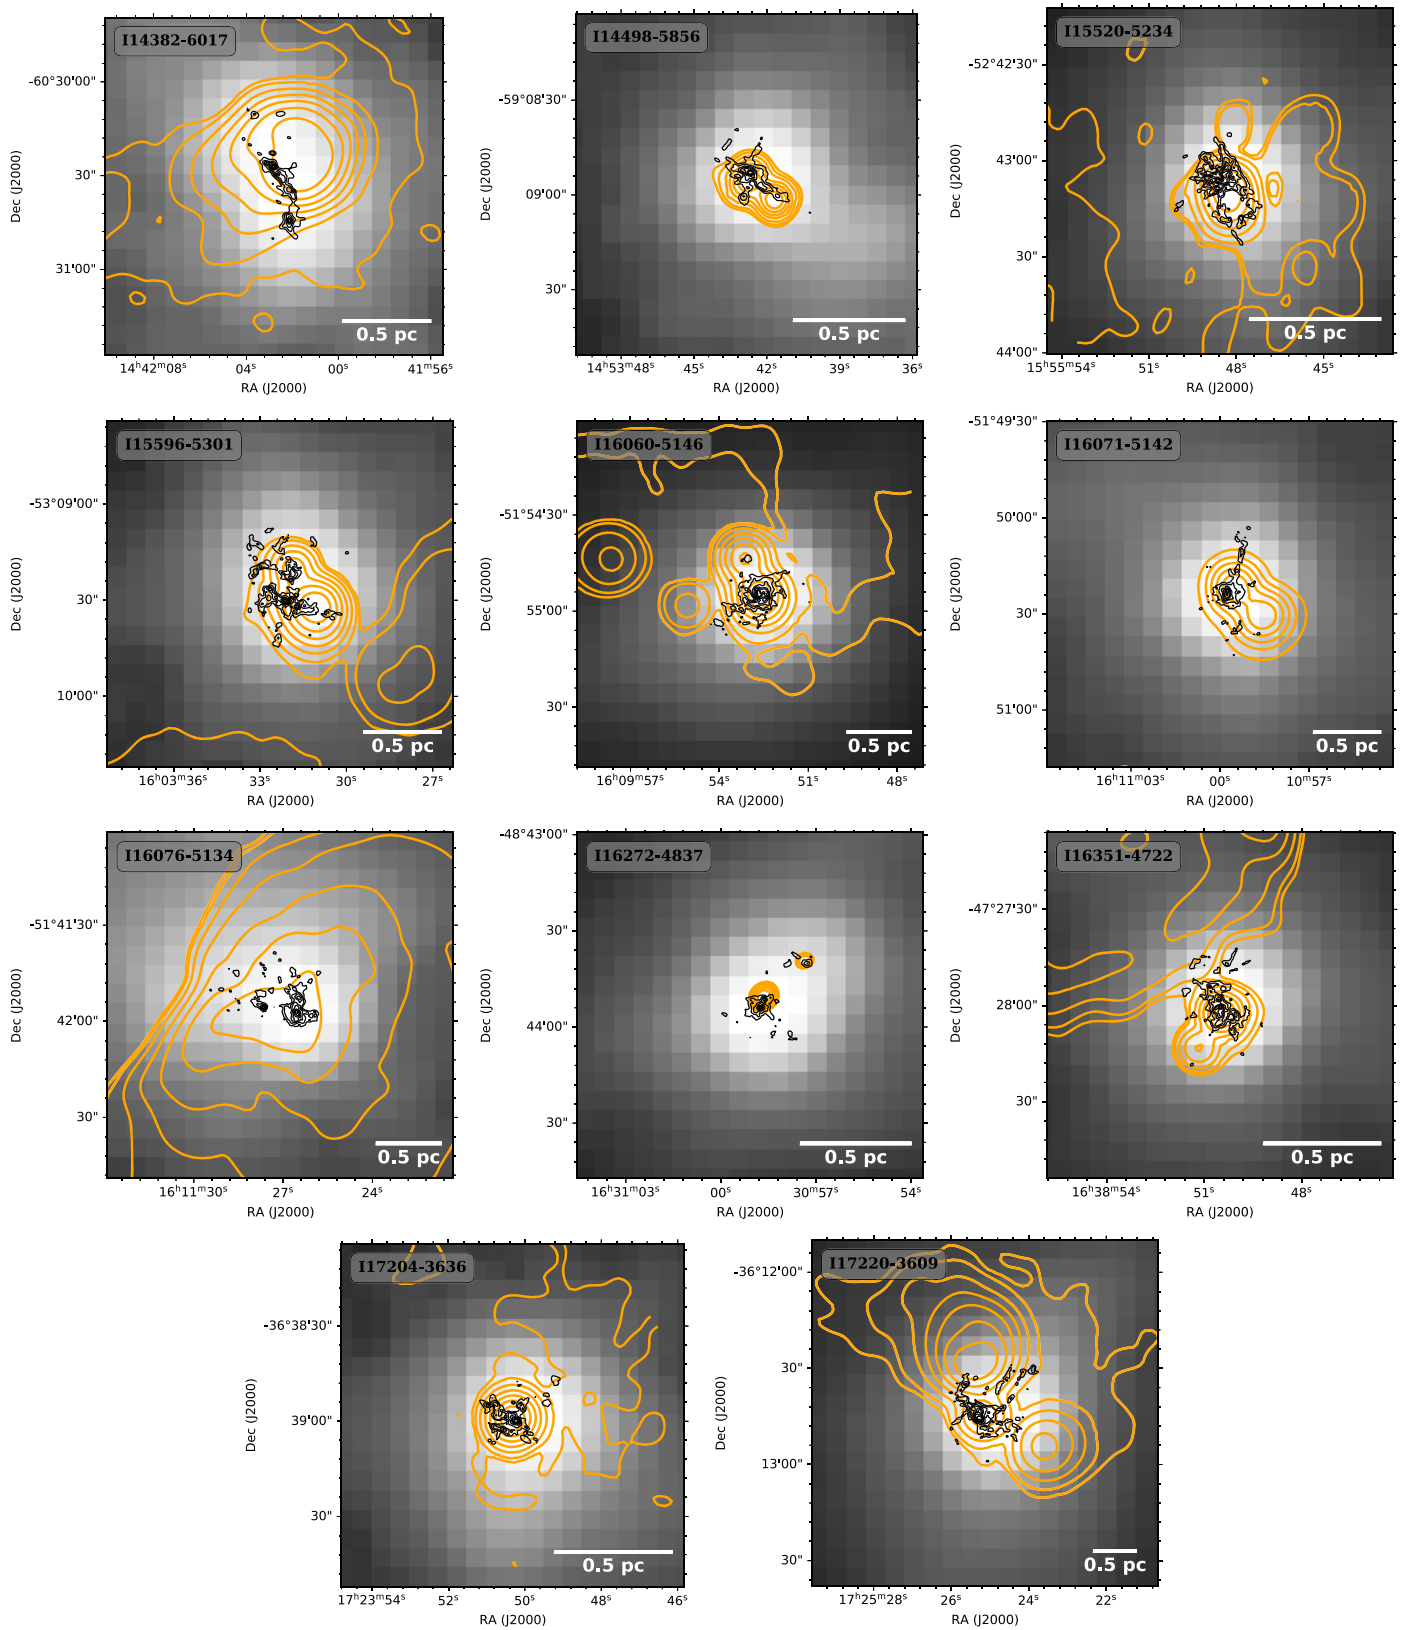 I14382-6017
-60°30'00"
30"
31'00"
Dec (J2000)
0.5 pc
14ʰ42ᵐ08ˢ 04ˢ 00ˢ 41ᵐ56ˢ
RA (J2000)
I14498-5856
-59°08'30"
09'00"
30"
Dec (J2000)
0.5 pc
14ʰ53ᵐ48ˢ 45ˢ 42ˢ 39ˢ 36ˢ
RA (J2000)
I15520-5234
-52°42'30"
43'00"
30"
44'00"
Dec (J2000)
0.5 pc
15ʰ55ᵐ54ˢ 51ˢ 48ˢ 45ˢ
RA (J2000)
I15596-5301
-53°09'00"
30"
10'00"
Dec (J2000)
0.5 pc
16ʰ03ᵐ36ˢ 33ˢ 30ˢ 27ˢ
RA (J2000)
I16060-5146
-51°54'30"
55'00"
30"
Dec (J2000)
0.5 pc
16ʰ09ᵐ57ˢ 54ˢ 51ˢ 48ˢ
RA (J2000)
I16071-5142
-51°49'30"
50'00"
30"
51'00"
Dec (J2000)
0.5 pc
16ʰ11ᵐ03ˢ 00ˢ 10ᵐ57ˢ
RA (J2000)
I16076-5134
-51°41'30"
42'00"
30"
Dec (J2000)
0.5 pc
16ʰ11ᵐ30ˢ 27ˢ 24ˢ
RA (J2000)
I16272-4837
-48°43'00"
30"
44'00"
30"
Dec (J2000)
0.5 pc
16ʰ31ᵐ03ˢ 00ˢ 30ᵐ57ˢ 54ˢ
RA (J2000)
I16351-4722
-47°27'30"
28'00"
30"
Dec (J2000)
0.5 pc
16ʰ38ᵐ54ˢ 51ˢ 48ˢ
RA (J2000)
I17204-3636
-36°38'30"
39'00"
30"
Dec (J2000)
0.5 pc
17ʰ23ᵐ54ˢ 52ˢ 50ˢ 48ˢ 46ˢ
RA (J2000)
I17220-3609
-36°12'00"
30"
13'00"
30"
Dec (J2000)
0.5 pc
17ʰ25ᵐ28ˢ 26ˢ 24ˢ 22ˢ
RA (J2000)